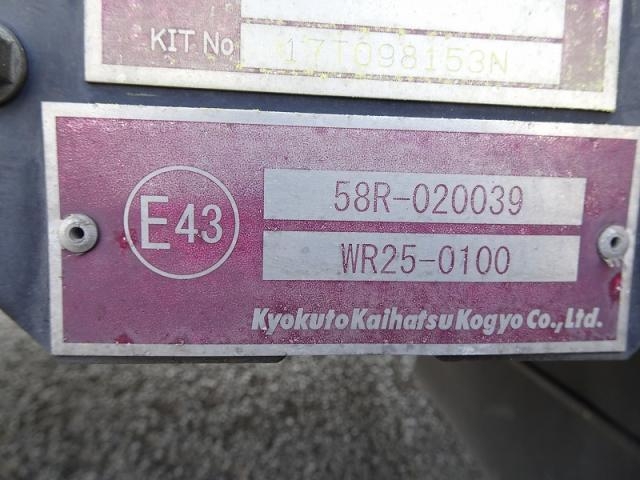 KIT No 17T098153N
E43
58R-020039
WR25-0100
Kyokuto Kaihatsu Kogyo Co., Ltd.